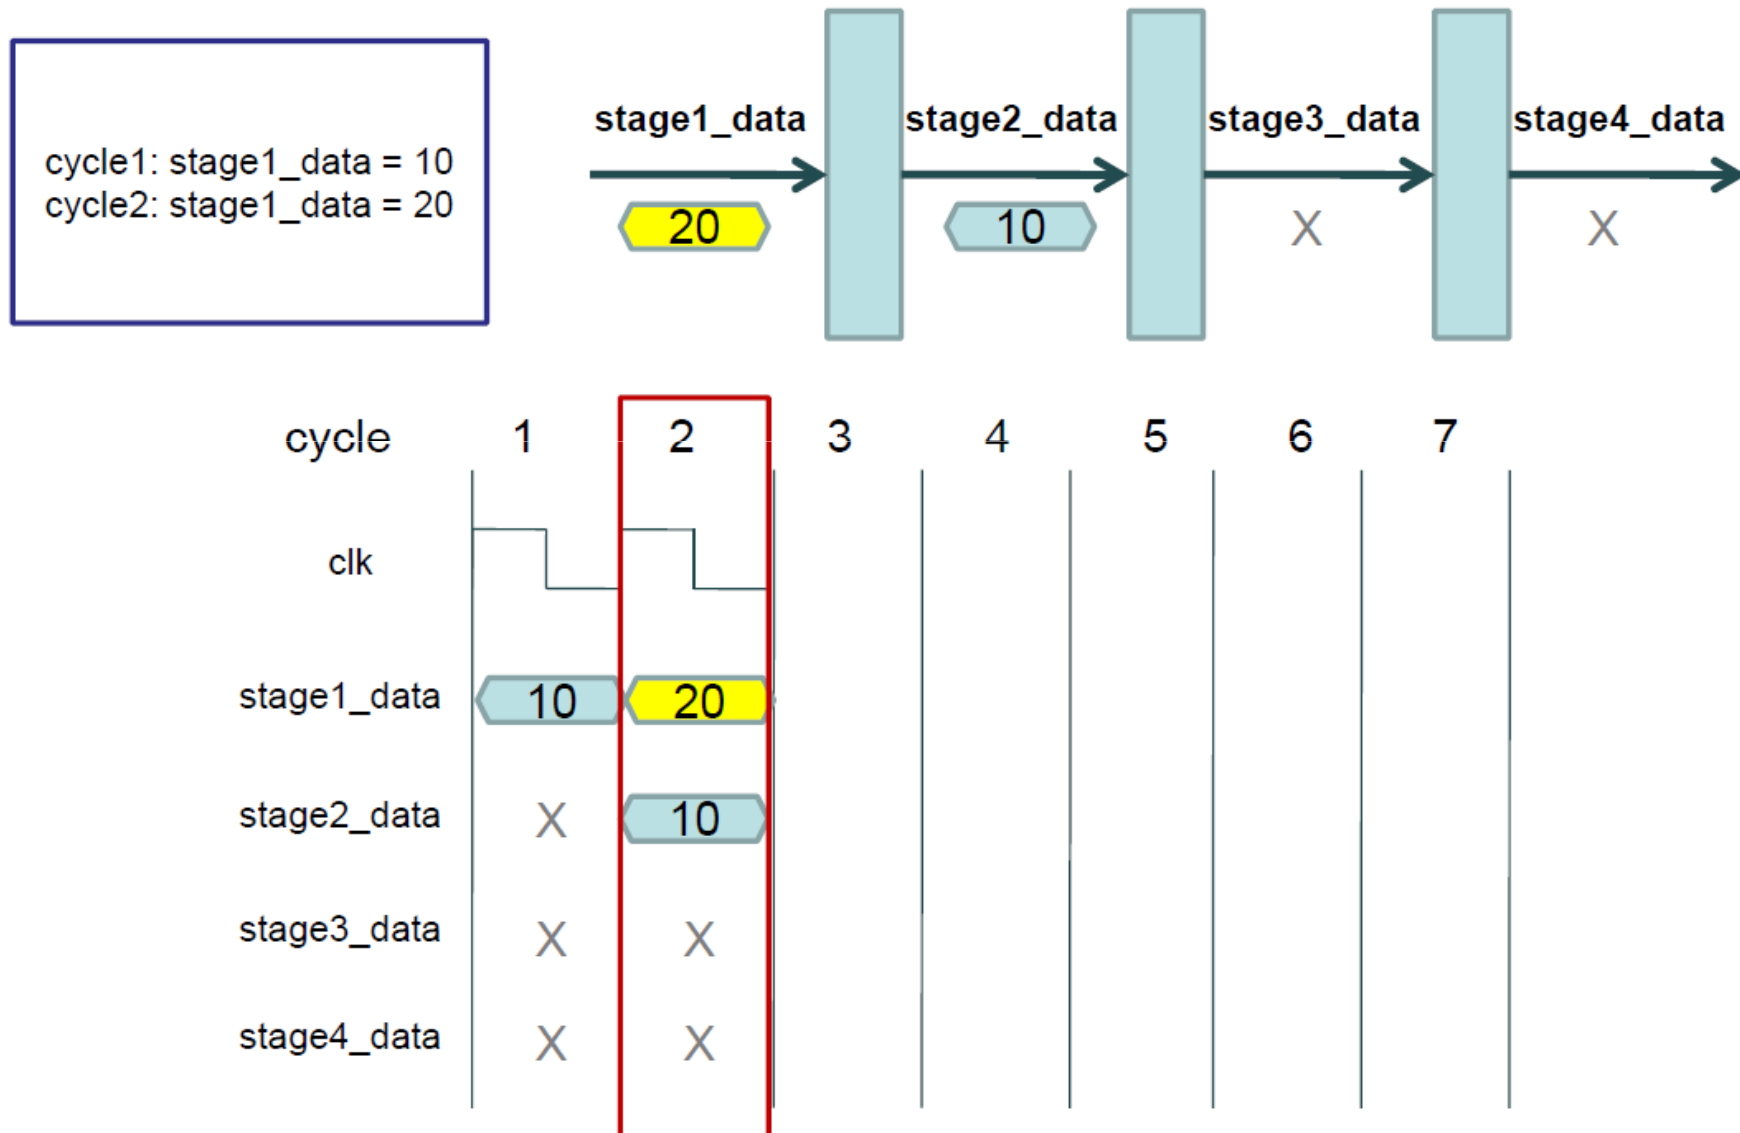 cycle1: stage1_data = 10
cycle2: stage1_data = 20
stage1_data stage2_data stage3_data stage4_data
20 10 X X
cycle 1 2 3 4 5 6 7
clk
stage1_data 10 20
stage2_data X 10
stage3_data X X
stage4_data X X